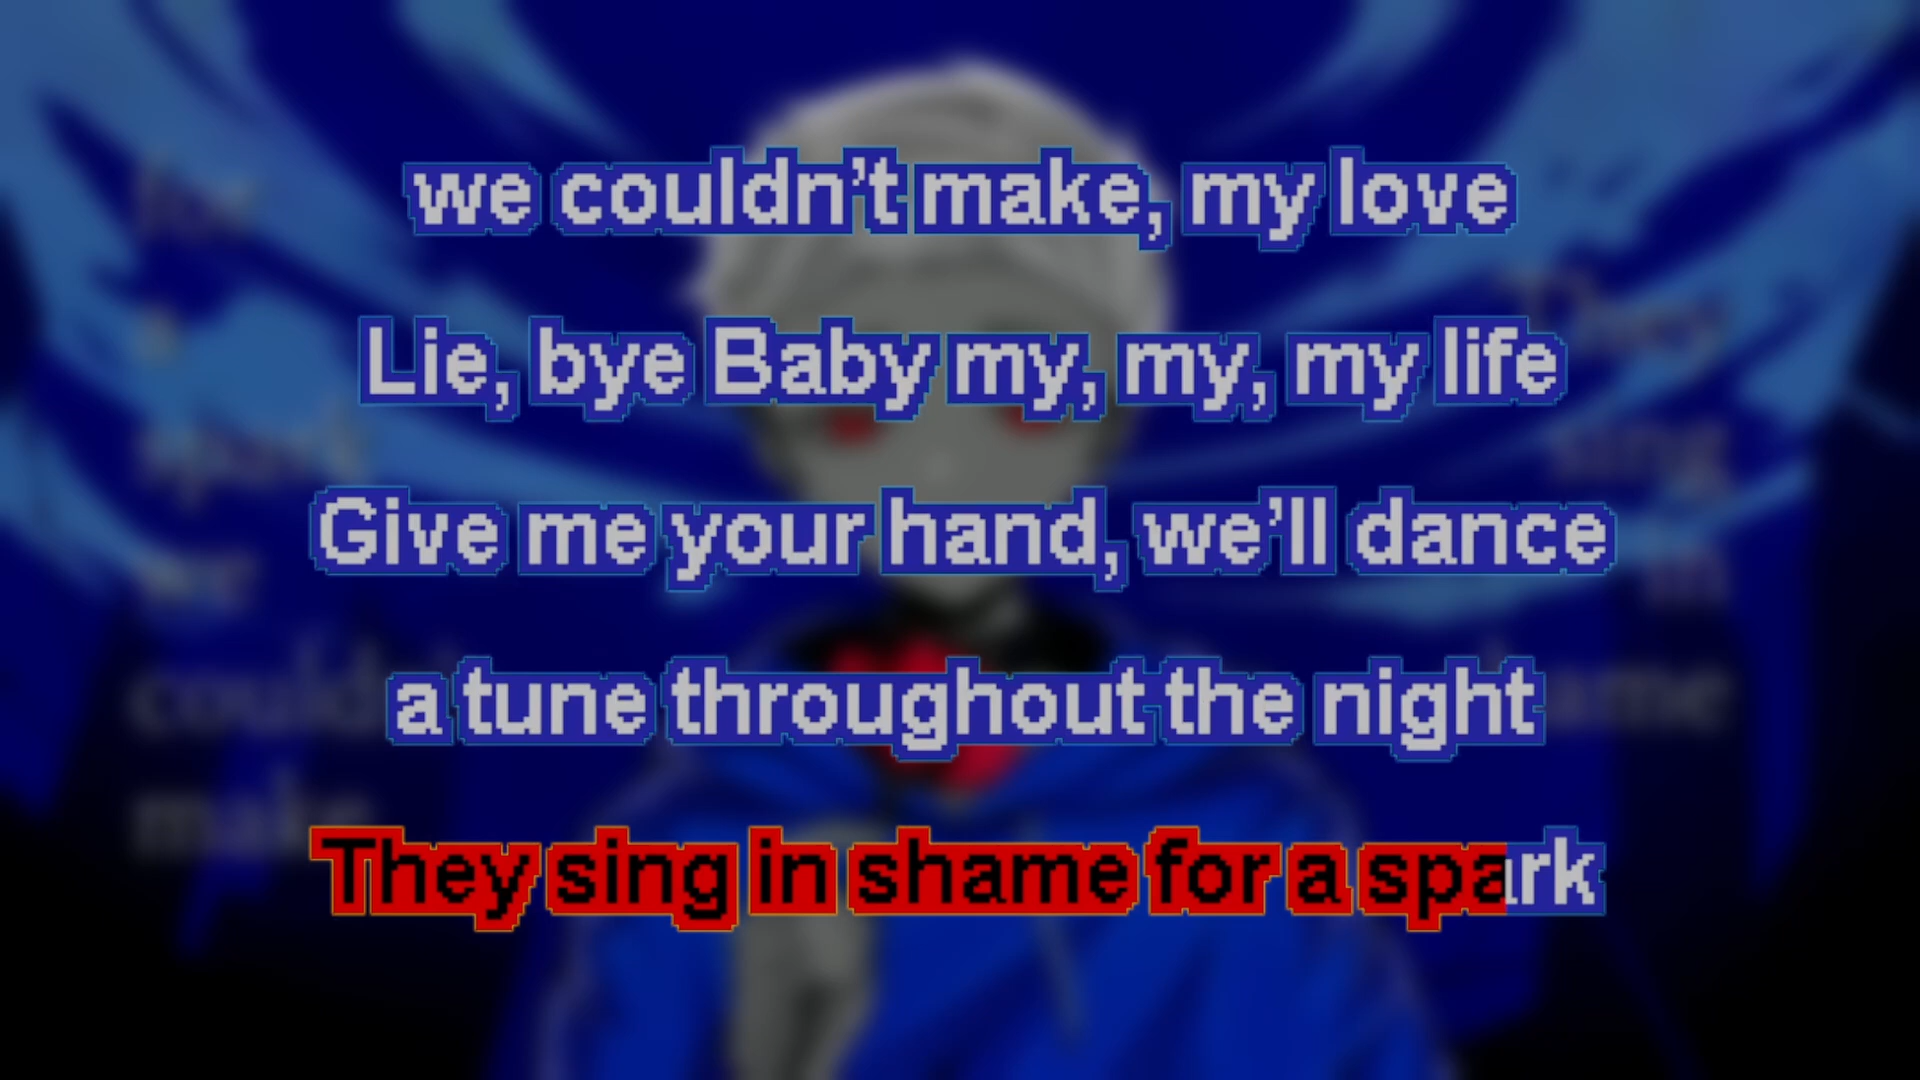 we couldn't make, my love
Lie, bye Baby my, my, my life
Give me your hand, we'll dance
a tune throughout the night
They sing in shame for a spark